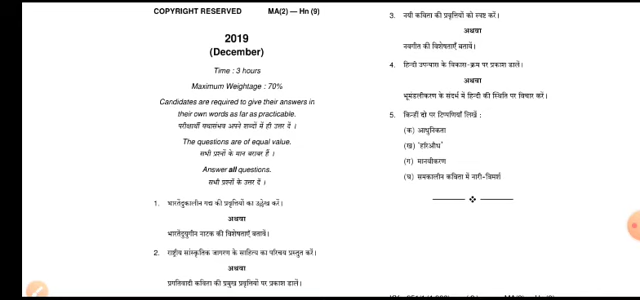 COPYRIGHT RESERVED MA(2) — Hn (9)
2019
(December)
Time : 3 hours
Maximum Weightage : 70%
Candidates are required to give their answers in
their own words as far as practicable.
परीक्षार्थी यथासंभव अपने शब्दों में ही उत्तर दें ।
The questions are of equal value.
सभी प्रश्नों के मान बराबर हैं ।
Answer all questions.
सभी प्रश्नों के उत्तर दें ।
1. भारतेंदुकालीन गद्य की प्रवृत्तियों का उल्लेख करें।
अथवा
भारतेंदुयुगीन नाटक की विशेषताएँ बतायें।
2. राष्ट्रीय सांस्कृतिक जागरण के साहित्य का परिचय प्रस्तुत करें।
अथवा
प्रगतिवादी कविता की प्रमुख प्रवृत्तियों पर प्रकाश डालें।
3. नयी कविता की प्रवृत्तियों को स्पष्ट करें।
अथवा
नवगीत की विशेषताएँ बतायें।
4. हिन्दी उपन्यास के विकास-क्रम पर प्रकाश डालें।
अथवा
भूमंडलीकरण के संदर्भ में हिन्दी की स्थिति पर विचार करें।
5. किन्हीं दो पर टिप्पणियाँ लिखें :
(क) आधुनिकता
(ख) 'हरिऔध'
(ग) मानवीकरण
(घ) समकालीन कविता में नारी-विमर्श